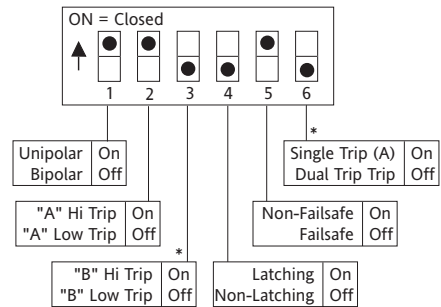 ON = Closed
1 2 3 4 5 6
*
Unipolar On
Bipolar Off
Single Trip (A) On
Dual Trip Trip Off
"A" Hi Trip On
"A" Low Trip Off
Non-Failsafe On
Failsafe Off
*
"B" Hi Trip On
"B" Low Trip Off
Latching On
Non-Latching Off